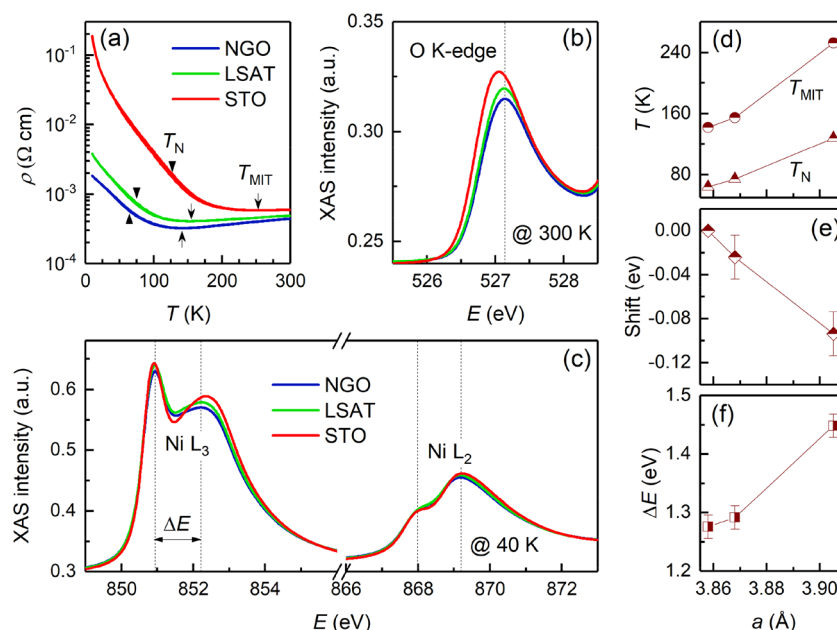 (a)
NGO
LSAT
STO
T_N
T_MIT
10⁻¹
10⁻²
10⁻³
10⁻⁴
ρ (Ω cm)
0 100 200 300
T (K)
(b)
O K-edge
@ 300 K
0.35
0.30
0.25
XAS intensity (a.u.)
526 527 528
E (eV)
(c)
NGO
LSAT
STO
Ni L₃
ΔE
Ni L₂
@ 40 K
0.6
0.5
0.4
0.3
XAS intensity (a.u.)
850 852 854 866 868 870 872
E (eV)
(d)
T_MIT
T_N
240
160
80
T (K)
(e)
0.00
-0.04
-0.08
-0.12
Shift (ev)
(f)
1.5
1.4
1.3
1.2
ΔE (eV)
3.86 3.88 3.90
a (Å)